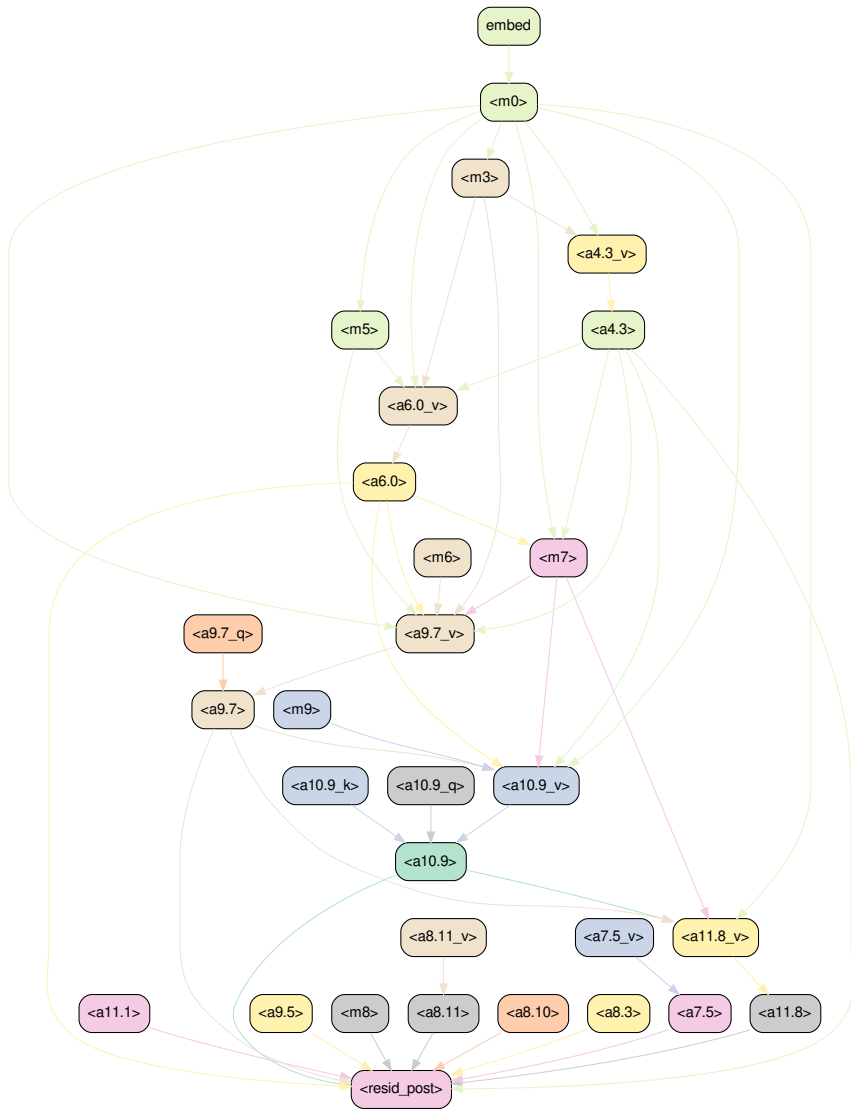 embed
<m0>
<m3>
<a4.3_v>
<m5>
<a4.3>
<a6.0_v>
<a6.0>
<m6>
<m7>
<a9.7_q>
<a9.7_v>
<a9.7>
<m9>
<a10.9_k>
<a10.9_q>
<a10.9_v>
<a10.9>
<a8.11_v>
<a7.5_v>
<a11.8_v>
<a11.1>
<a9.5>
<m8>
<a8.11>
<a8.10>
<a8.3>
<a7.5>
<a11.8>
<resid_post>